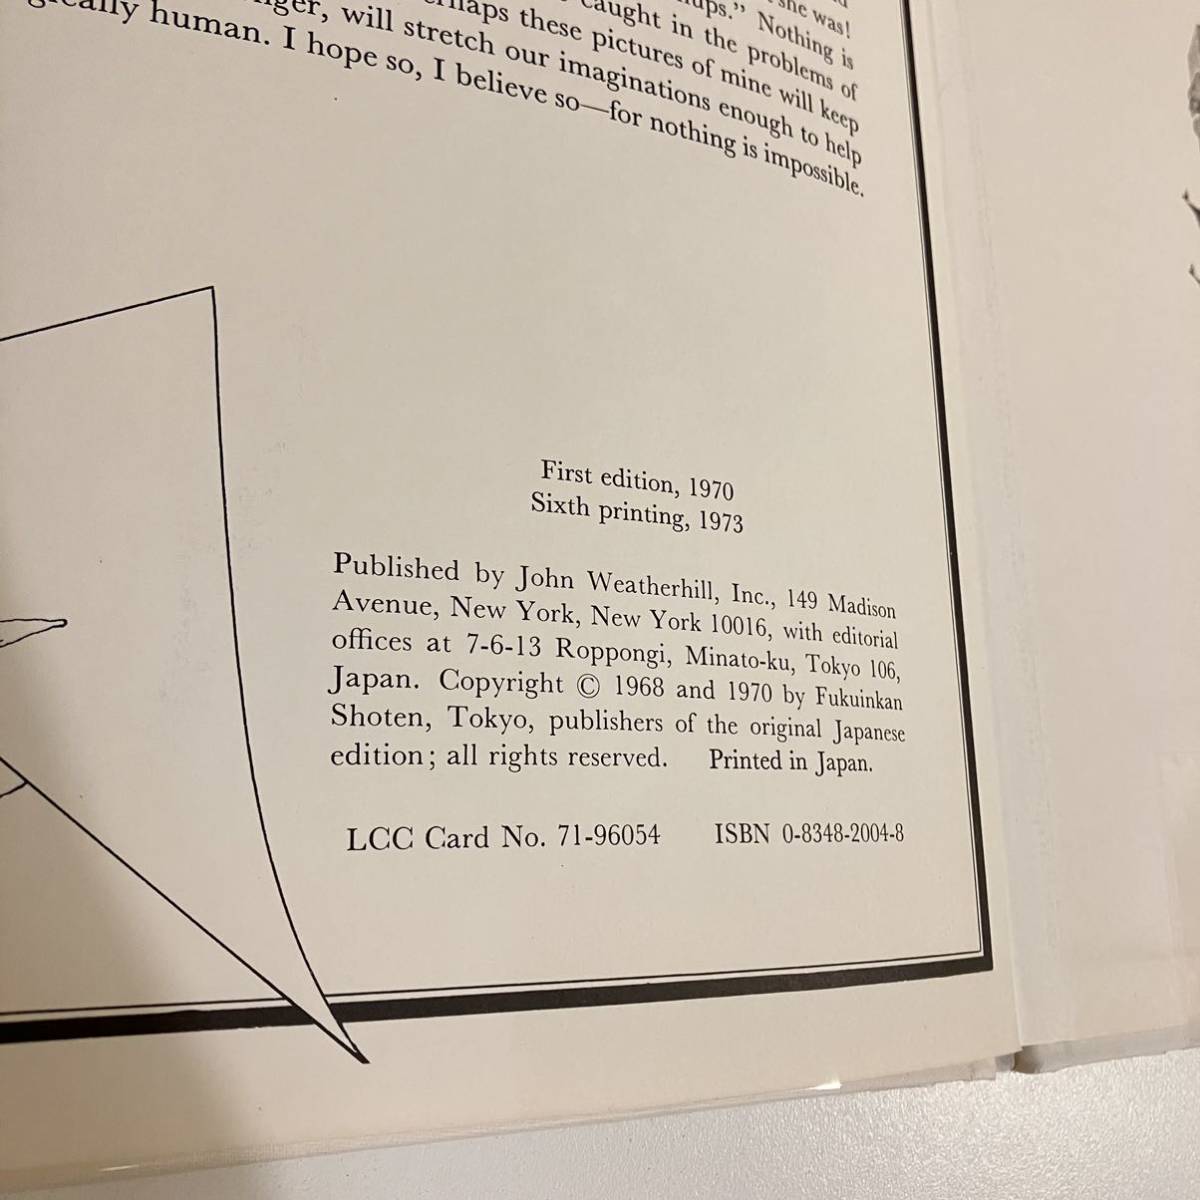 she was!
ups.” Nothing is
caught in the problems of
these pictures of mine will keep
will stretch our imaginations enough to help
human. I hope so, I believe so—for nothing is impossible.
First edition, 1970
Sixth printing, 1973
Published by John Weatherhill, Inc., 149 Madison
Avenue, New York, New York 10016, with editorial
offices at 7-6-13 Roppongi, Minato-ku, Tokyo 106,
Japan. Copyright © 1968 and 1970 by Fukuinkan
Shoten, Tokyo, publishers of the original Japanese
edition; all rights reserved. Printed in Japan.
LCC Card No. 71-96054 ISBN 0-8348-2004-8